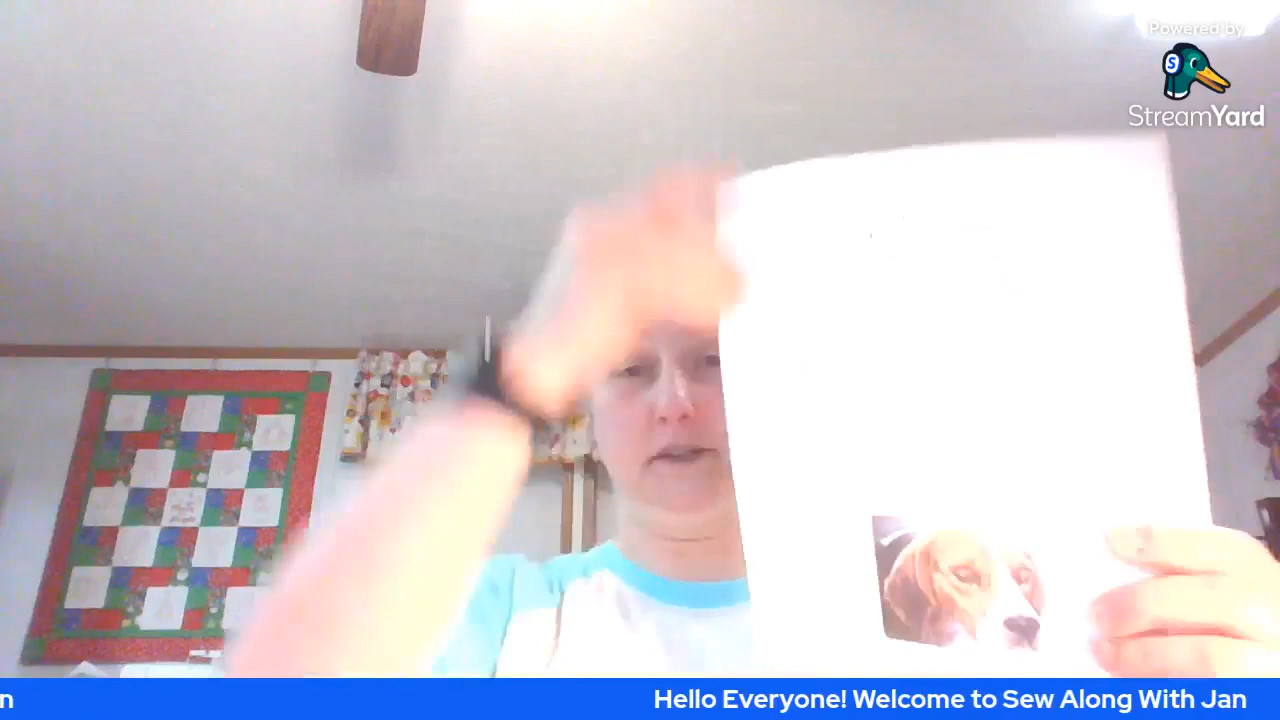 Powered by
S
StreamYard
n
Hello Everyone! Welcome to Sew Along With Jan